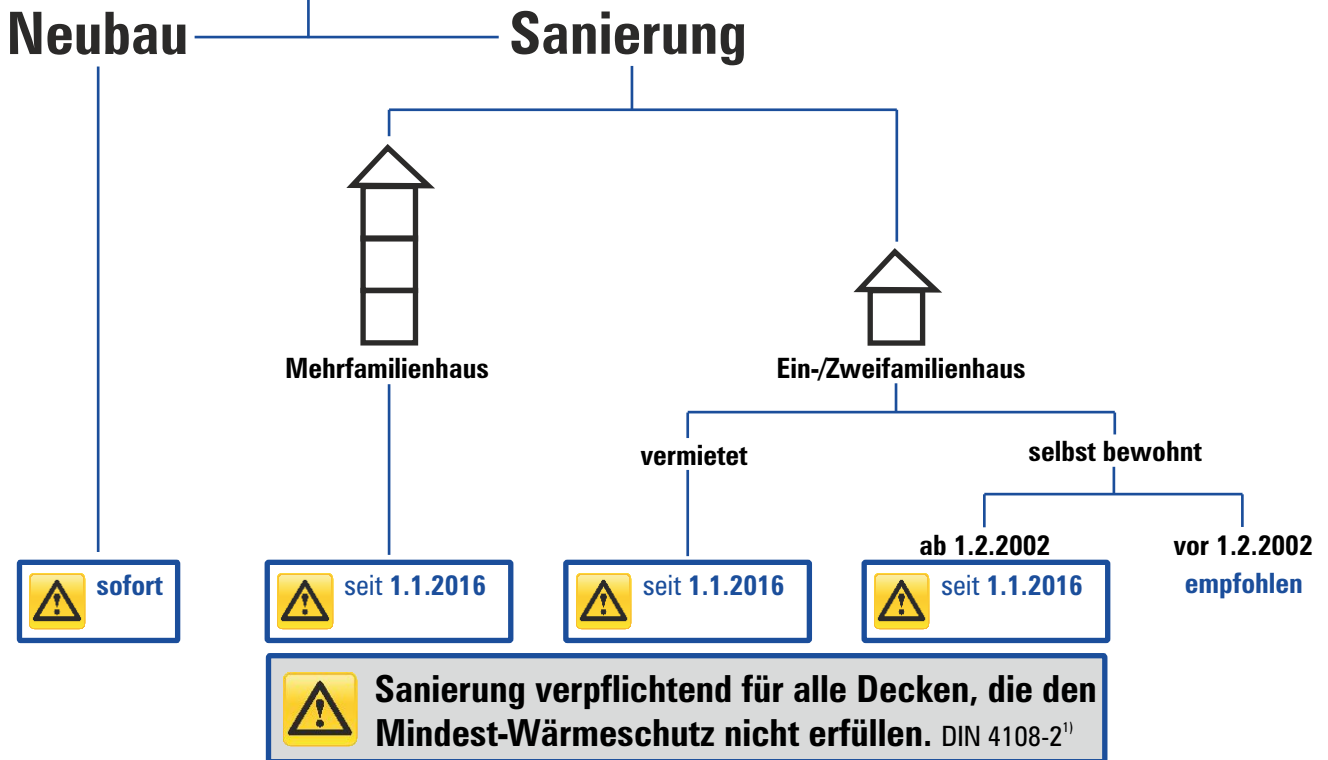 Neubau Sanierung
Mehrfamilienhaus Ein-/Zweifamilienhaus
vermietet selbst bewohnt
ab 1.2.2002 vor 1.2.2002
sofort seit 1.1.2016 seit 1.1.2016 seit 1.1.2016 empfohlen
Sanierung verpflichtend für alle Decken, die den
Mindest-Wärmeschutz nicht erfüllen. DIN 4108-2¹⁾